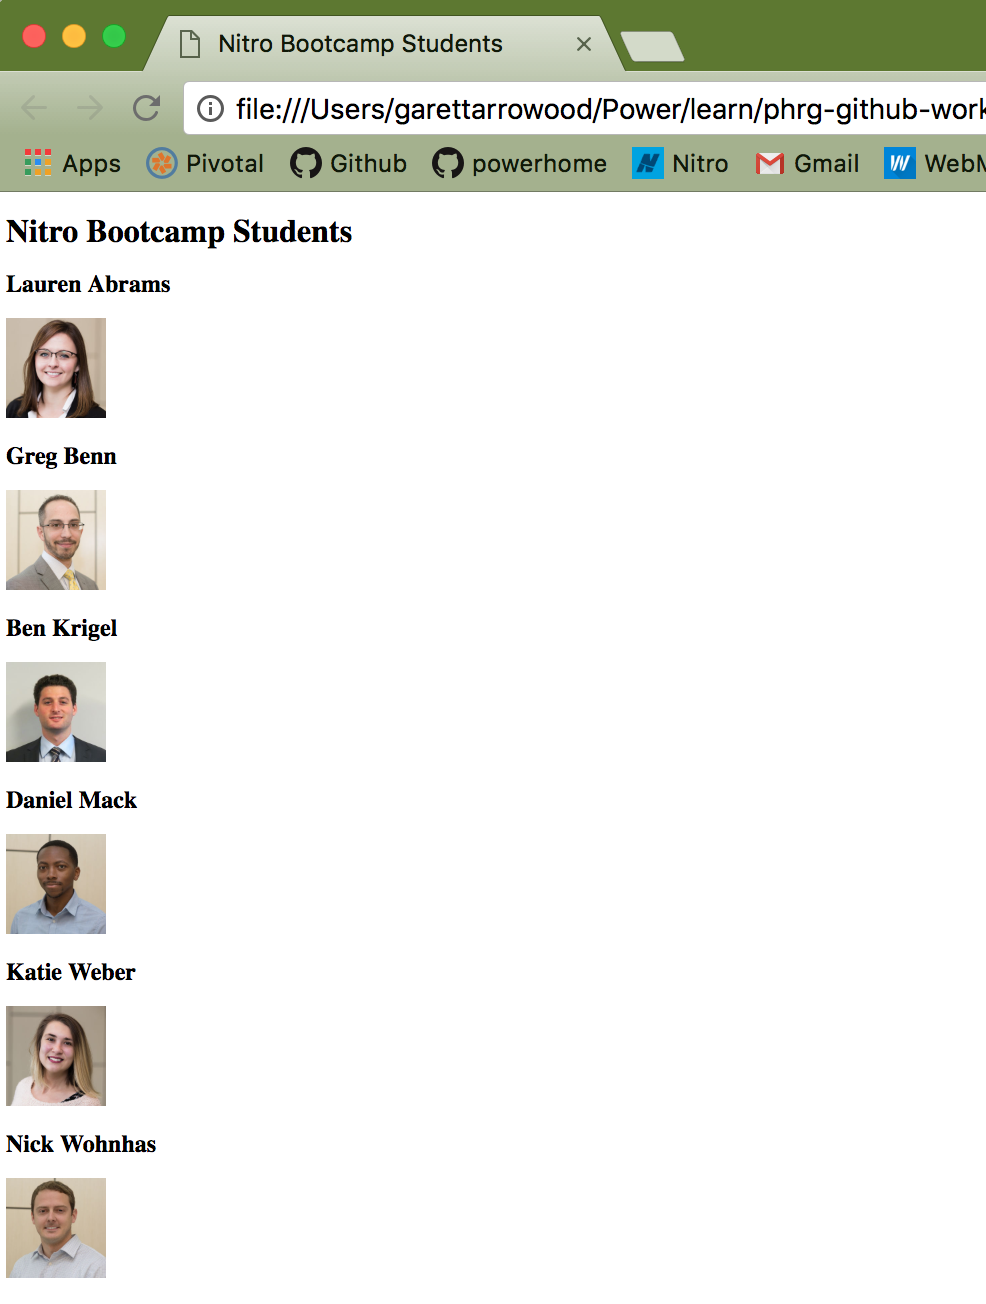 Nitro Bootcamp Students
file:///Users/garettarrowood/Power/learn/phrg-github-work
Apps Pivotal Github powerhome Nitro Gmail WebM
Nitro Bootcamp Students
Lauren Abrams
Greg Benn
Ben Krigel
Daniel Mack
Katie Weber
Nick Wohnhas